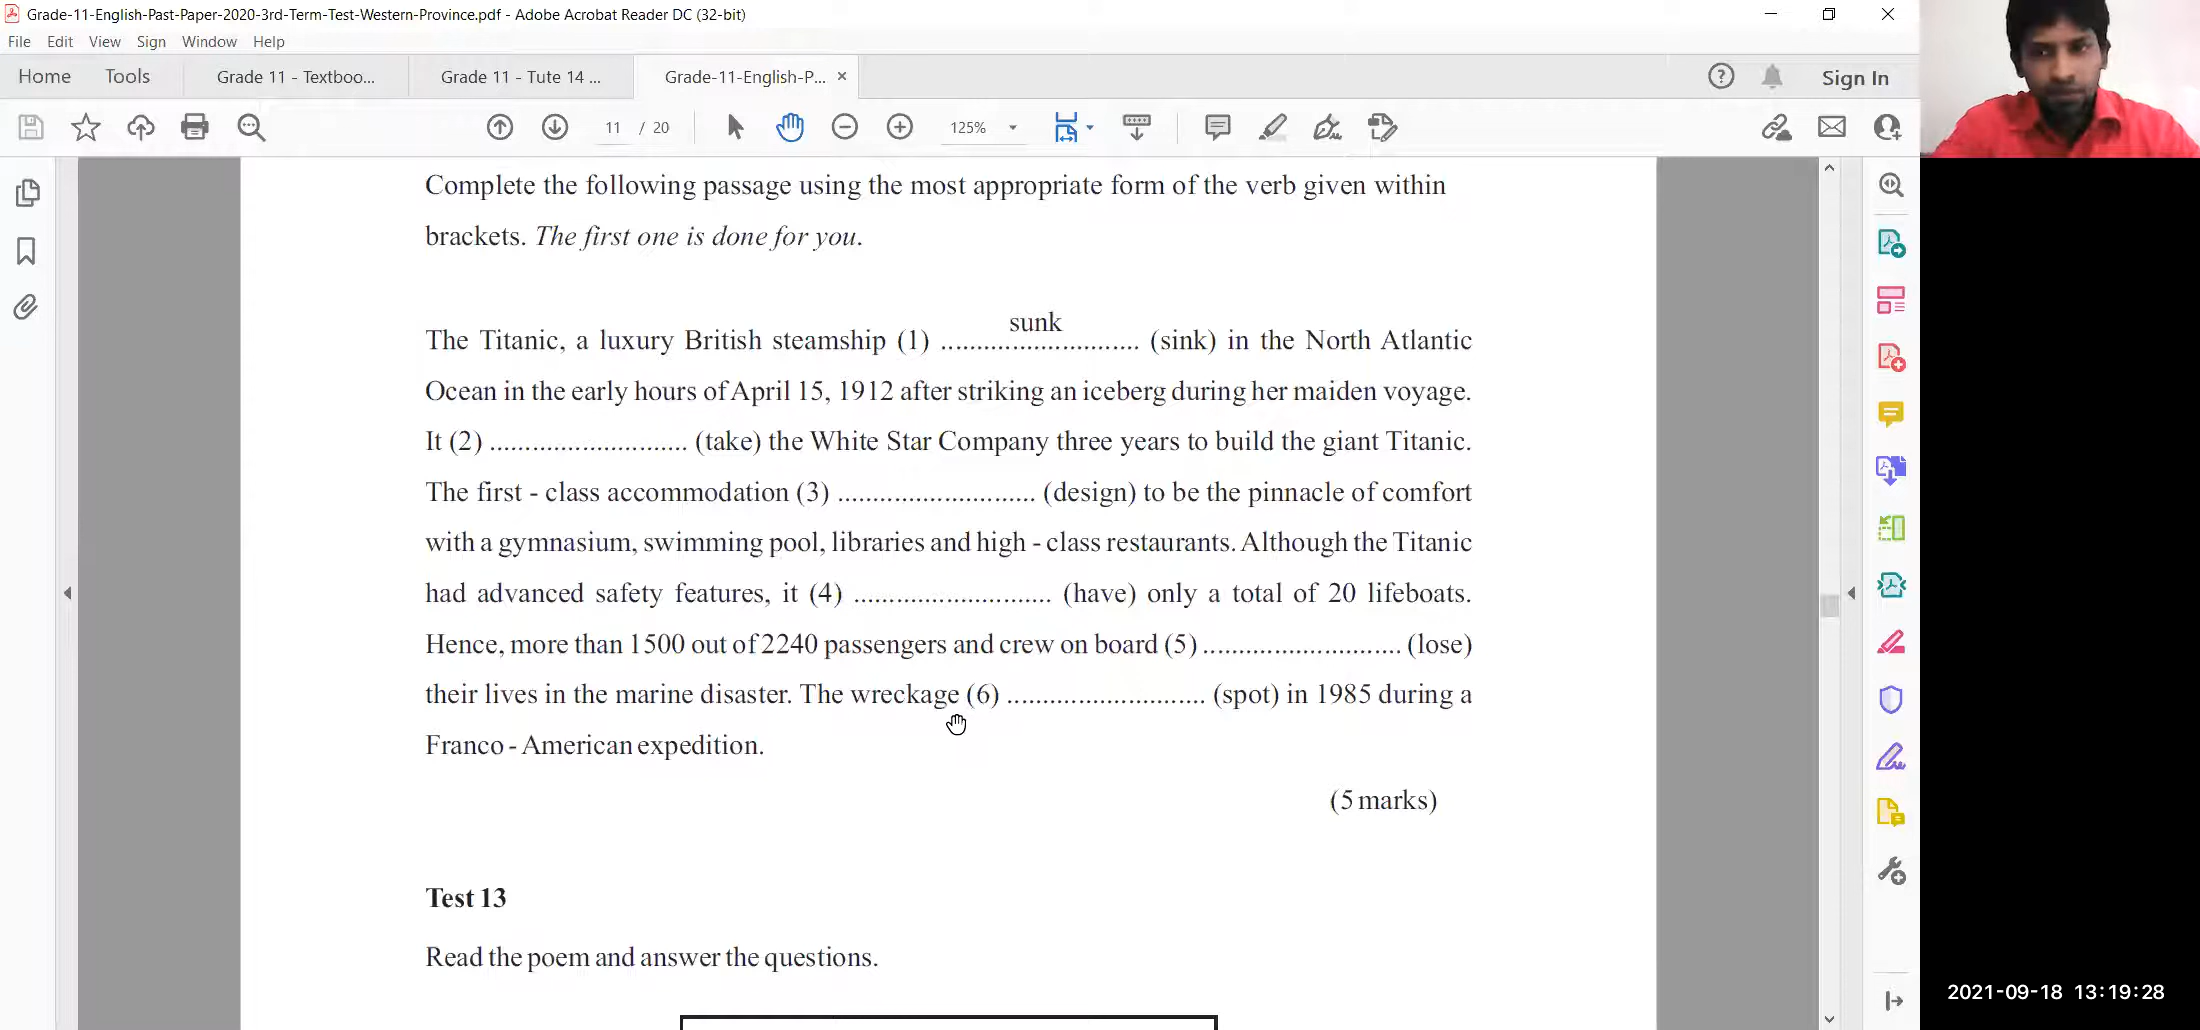 Grade-11-English-Past-Paper-2020-3rd-Term-Test-Western-Province.pdf - Adobe Acrobat Reader DC (32-bit)
File Edit View Sign Window Help
Home Tools Grade 11 - Textboo... Grade 11 - Tute 14 ... Grade-11-English-P... × Sign In
11 / 20 125%
Complete the following passage using the most appropriate form of the verb given within
brackets. The first one is done for you.
sunk
The Titanic, a luxury British steamship (1) ............................ (sink) in the North Atlantic
Ocean in the early hours of April 15, 1912 after striking an iceberg during her maiden voyage.
It (2) ............................ (take) the White Star Company three years to build the giant Titanic.
The first - class accommodation (3) ............................ (design) to be the pinnacle of comfort
with a gymnasium, swimming pool, libraries and high - class restaurants. Although the Titanic
had advanced safety features, it (4) ............................ (have) only a total of 20 lifeboats.
Hence, more than 1500 out of 2240 passengers and crew on board (5) ............................ (lose)
their lives in the marine disaster. The wreckage (6) ............................ (spot) in 1985 during a
Franco - American expedition.
(5 marks)
Test 13
Read the poem and answer the questions.
2021-09-18 13:19:28